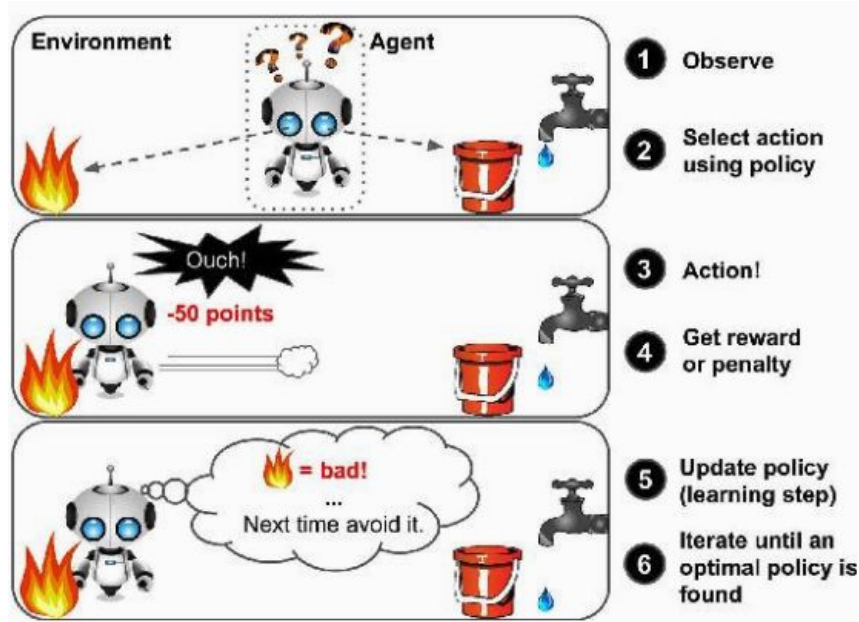 Environment
Agent
? ? ?
1 Observe
2 Select action
using policy
Ouch!
-50 points
3 Action!
4 Get reward
or penalty
= bad!
...
Next time avoid it.
5 Update policy
(learning step)
6 Iterate until an
optimal policy is
found